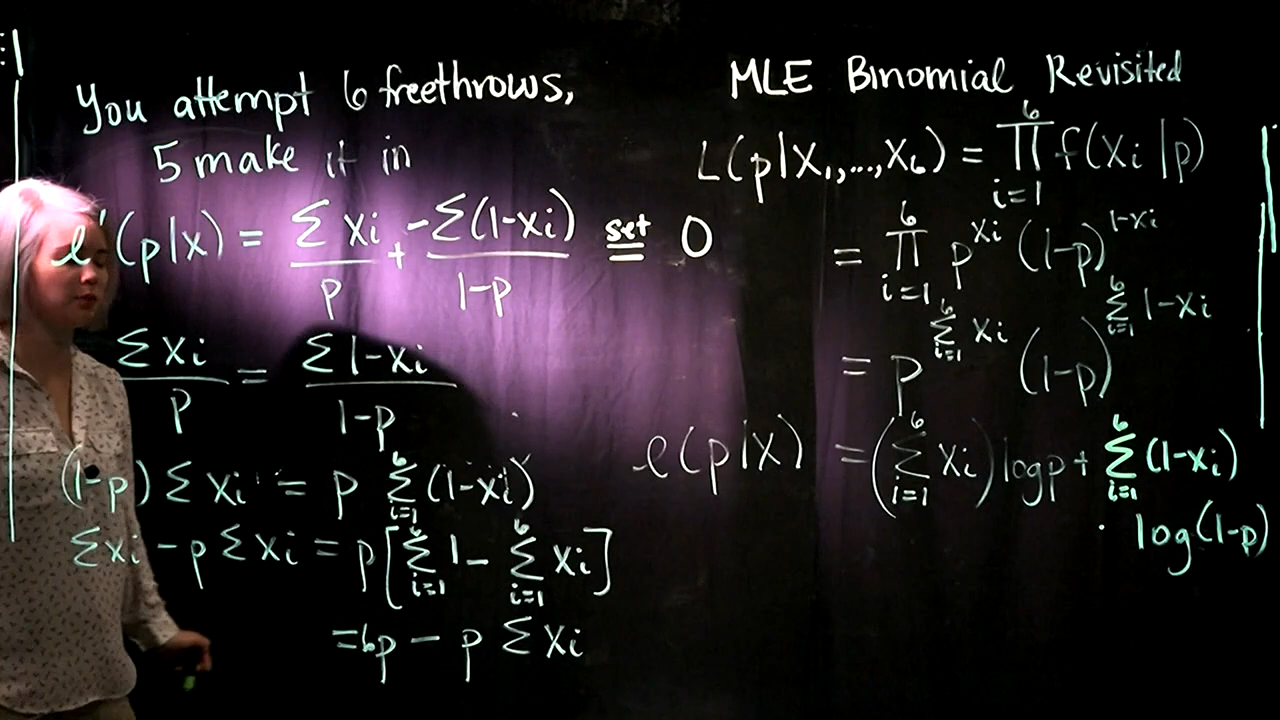 You attempt 6 freethrows,
5 make it in
ℓ'(p|x) = Σxi/p + -Σ(1-xi)/(1-p) set = 0
Σxi/p = Σ1-xi/(1-p)
(1-p) Σxi = p Σ_{i=1}^{6} (1-xi)
Σxi - pΣxi = p[Σ_{i=1}^{6} 1 - Σ_{i=1}^{6} xi]
= 6p - p Σxi
MLE Binomial Revisited
L(p|X1,...,X6) = ∏_{i=1}^{6} f(Xi|p)
= ∏_{i=1}^{6} p^{xi} (1-p)^{1-xi}
= p^{Σ_{i=1}^{6} xi} (1-p)^{Σ_{i=1}^{6} 1-xi}
ℓ(p|X) = (Σ_{i=1}^{6} xi) log p + Σ_{i=1}^{6} (1-xi)
· log(1-p)